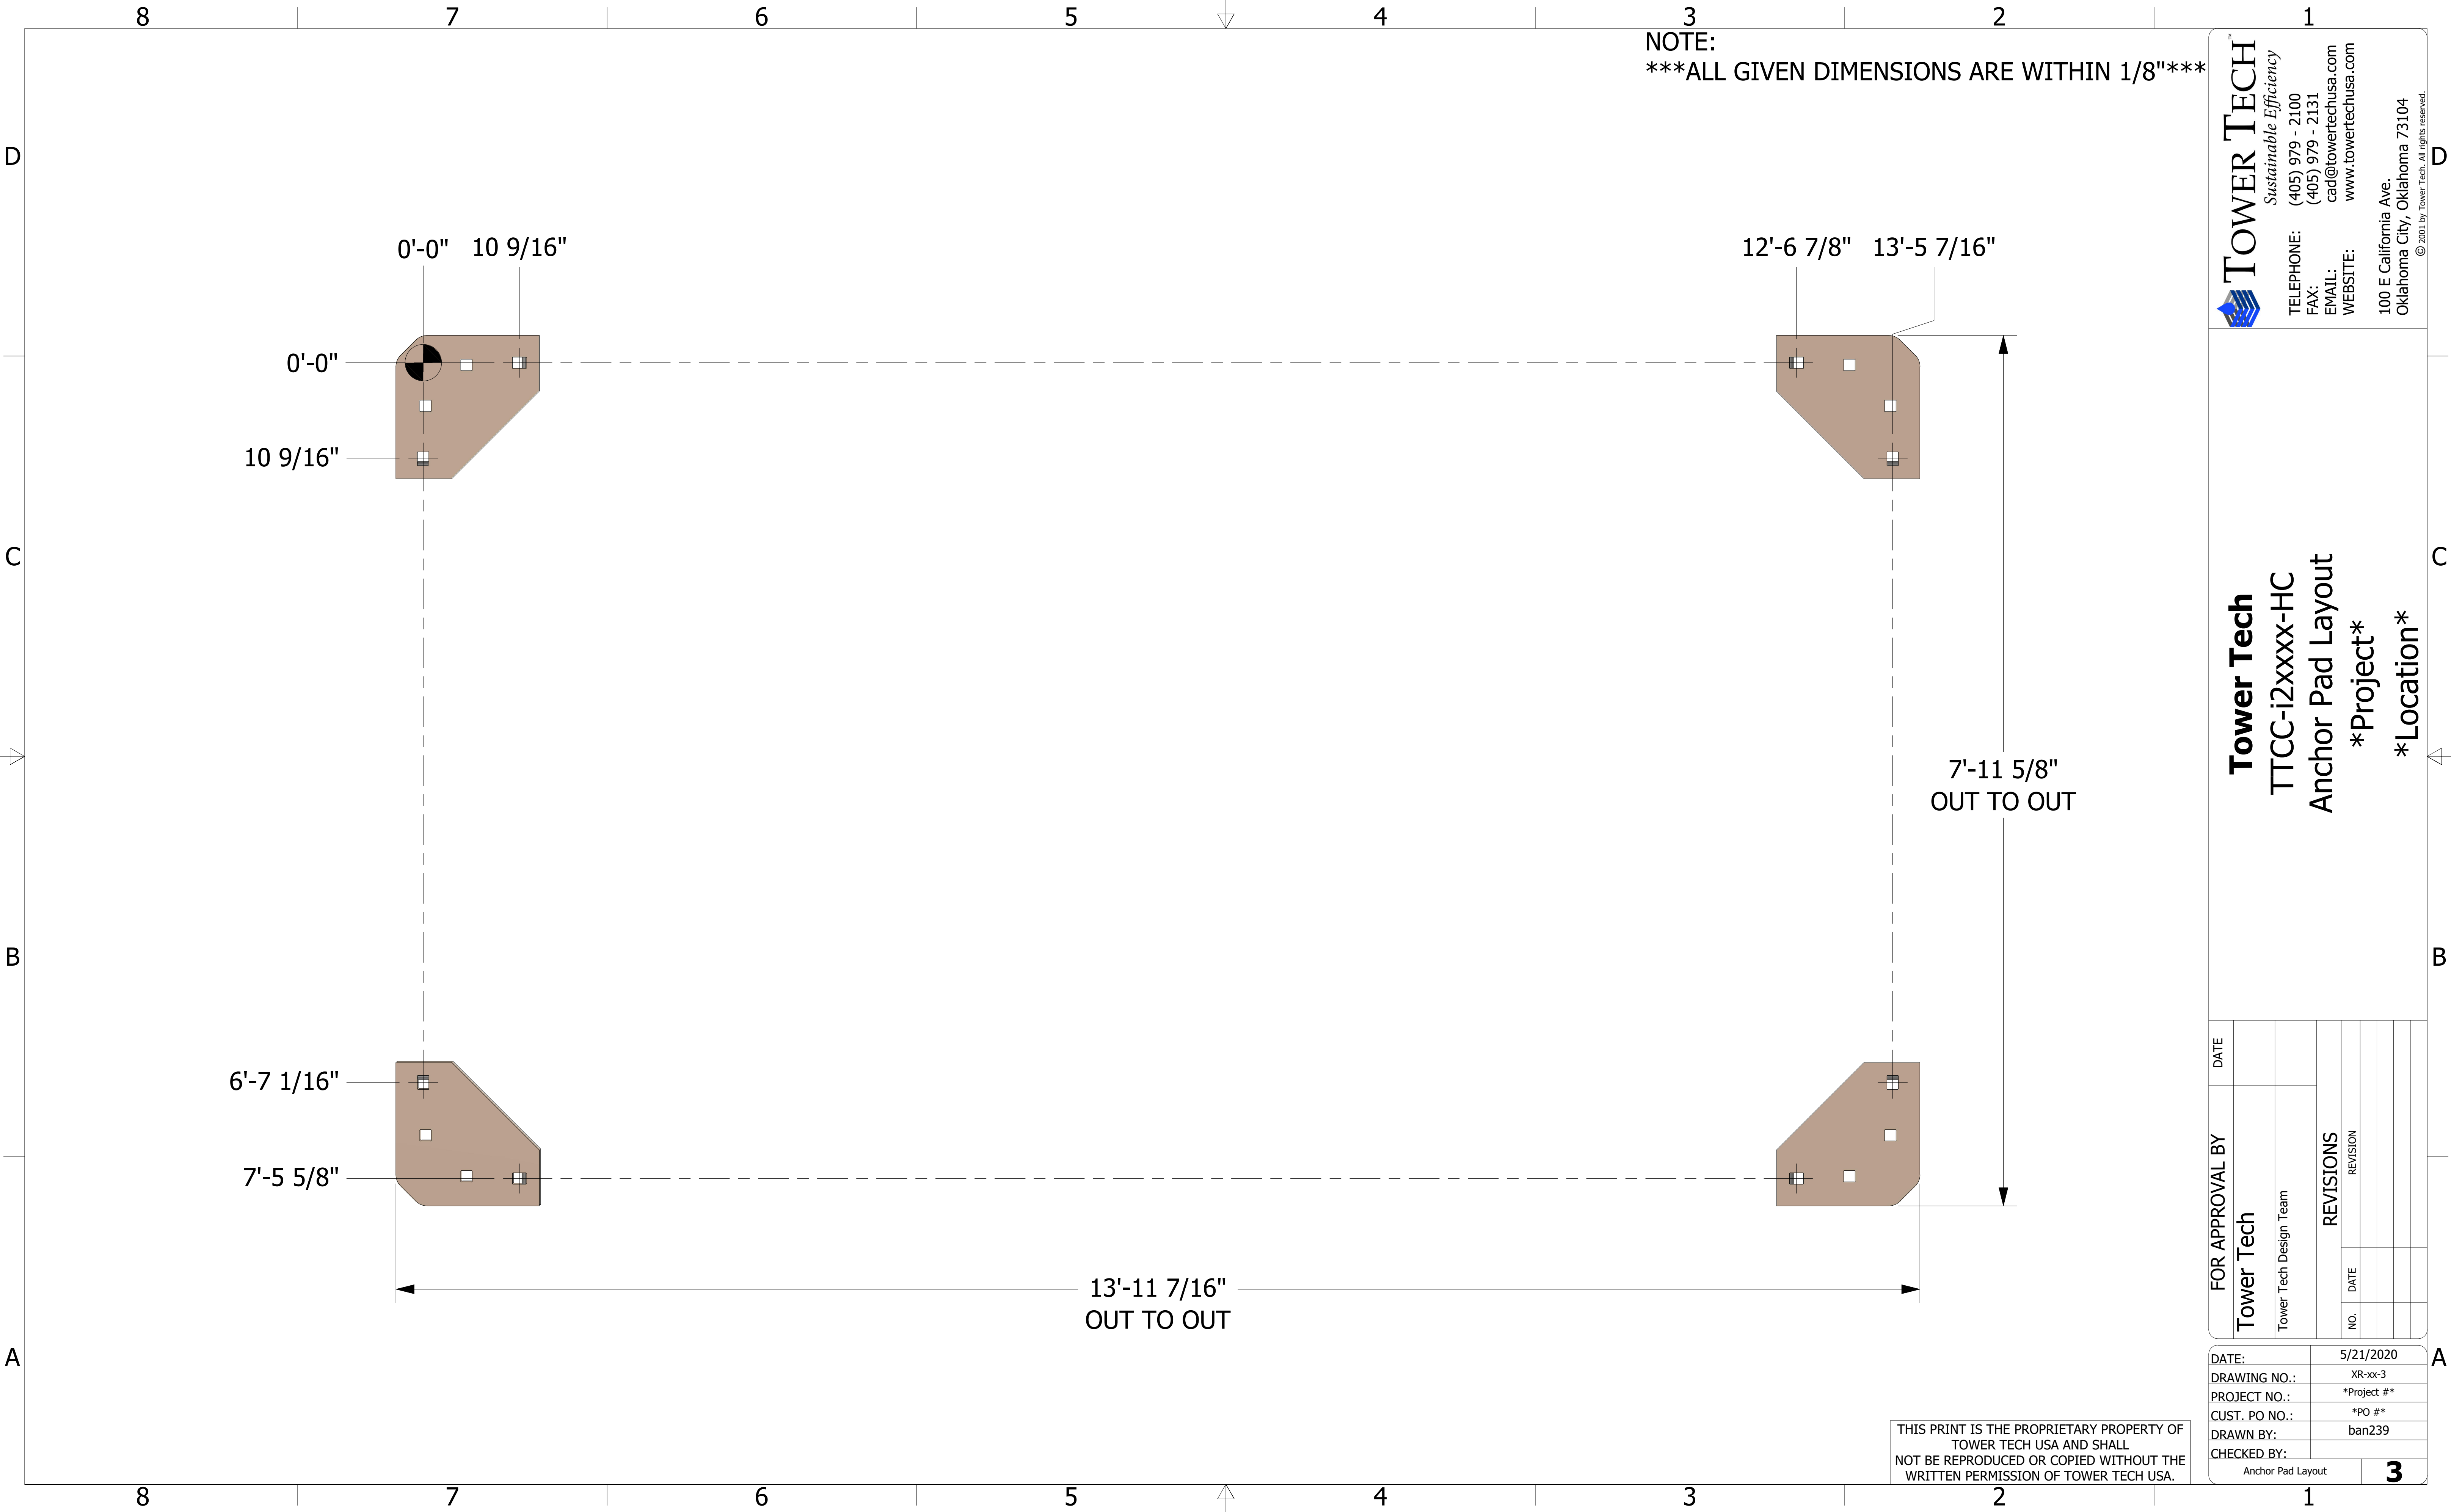 8 7 6 5 4 3 2 1
NOTE:
***ALL GIVEN DIMENSIONS ARE WITHIN 1/8"***
D
D
C
C
B
B
A
A
0'-0"
10 9/16"
12'-6 7/8"
13'-5 7/16"
0'-0"
10 9/16"
6'-7 1/16"
7'-5 5/8"
7'-11 5/8"
OUT TO OUT
13'-11 7/16"
OUT TO OUT
TOWER TECH™
Sustainable Efficiency
TELEPHONE: (405) 979 - 2100
FAX: (405) 979 - 2131
EMAIL: cad@towertechusa.com
WEBSITE: www.towertechusa.com
100 E California Ave.
Oklahoma City, Oklahoma 73104
© 2001 by Tower Tech. All rights reserved.
Tower Tech
TTCC-i2xxxx-HC
Anchor Pad Layout
*Project*
*Location*
FOR APPROVAL BY DATE
Tower Tech
Tower Tech Design Team
REVISIONS
NO. DATE REVISION
DATE: 5/21/2020
DRAWING NO.: XR-xx-3
PROJECT NO.: *Project #*
CUST. PO NO.: *PO #*
DRAWN BY: ban239
CHECKED BY:
Anchor Pad Layout 3
THIS PRINT IS THE PROPRIETARY PROPERTY OF
TOWER TECH USA AND SHALL
NOT BE REPRODUCED OR COPIED WITHOUT THE
WRITTEN PERMISSION OF TOWER TECH USA.
8 7 6 5 4 3 2 1